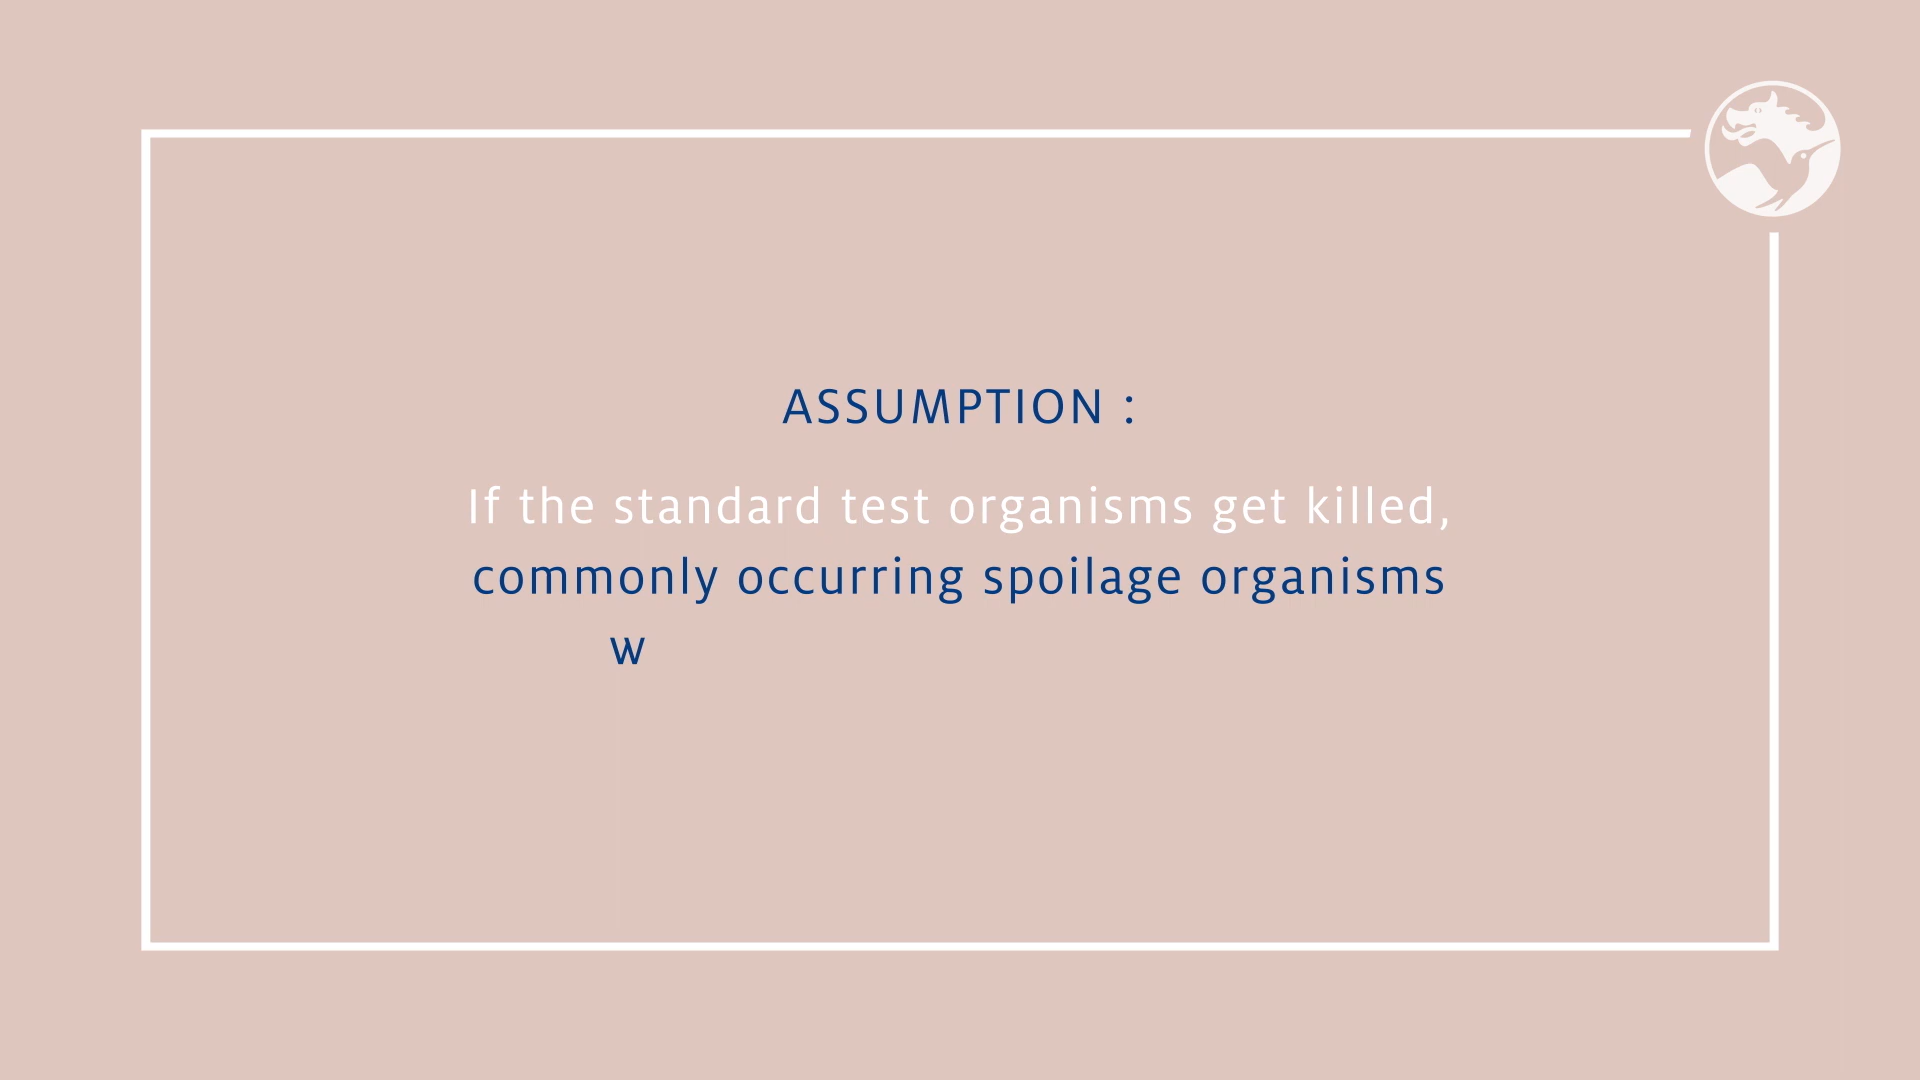 ASSUMPTION :
If the standard test organisms get killed,
commonly occurring spoilage organisms
w